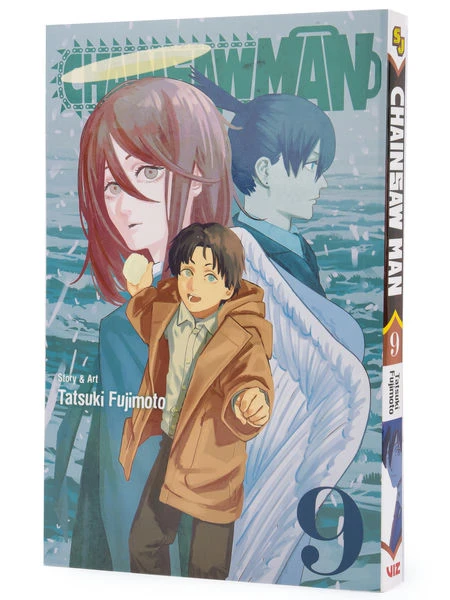 CHAINSAW MAN
Story & Art
Tatsuki Fujimoto
9
SJ
CHAINSAW MAN
9
Tatsuki
Fujimoto
VIZ